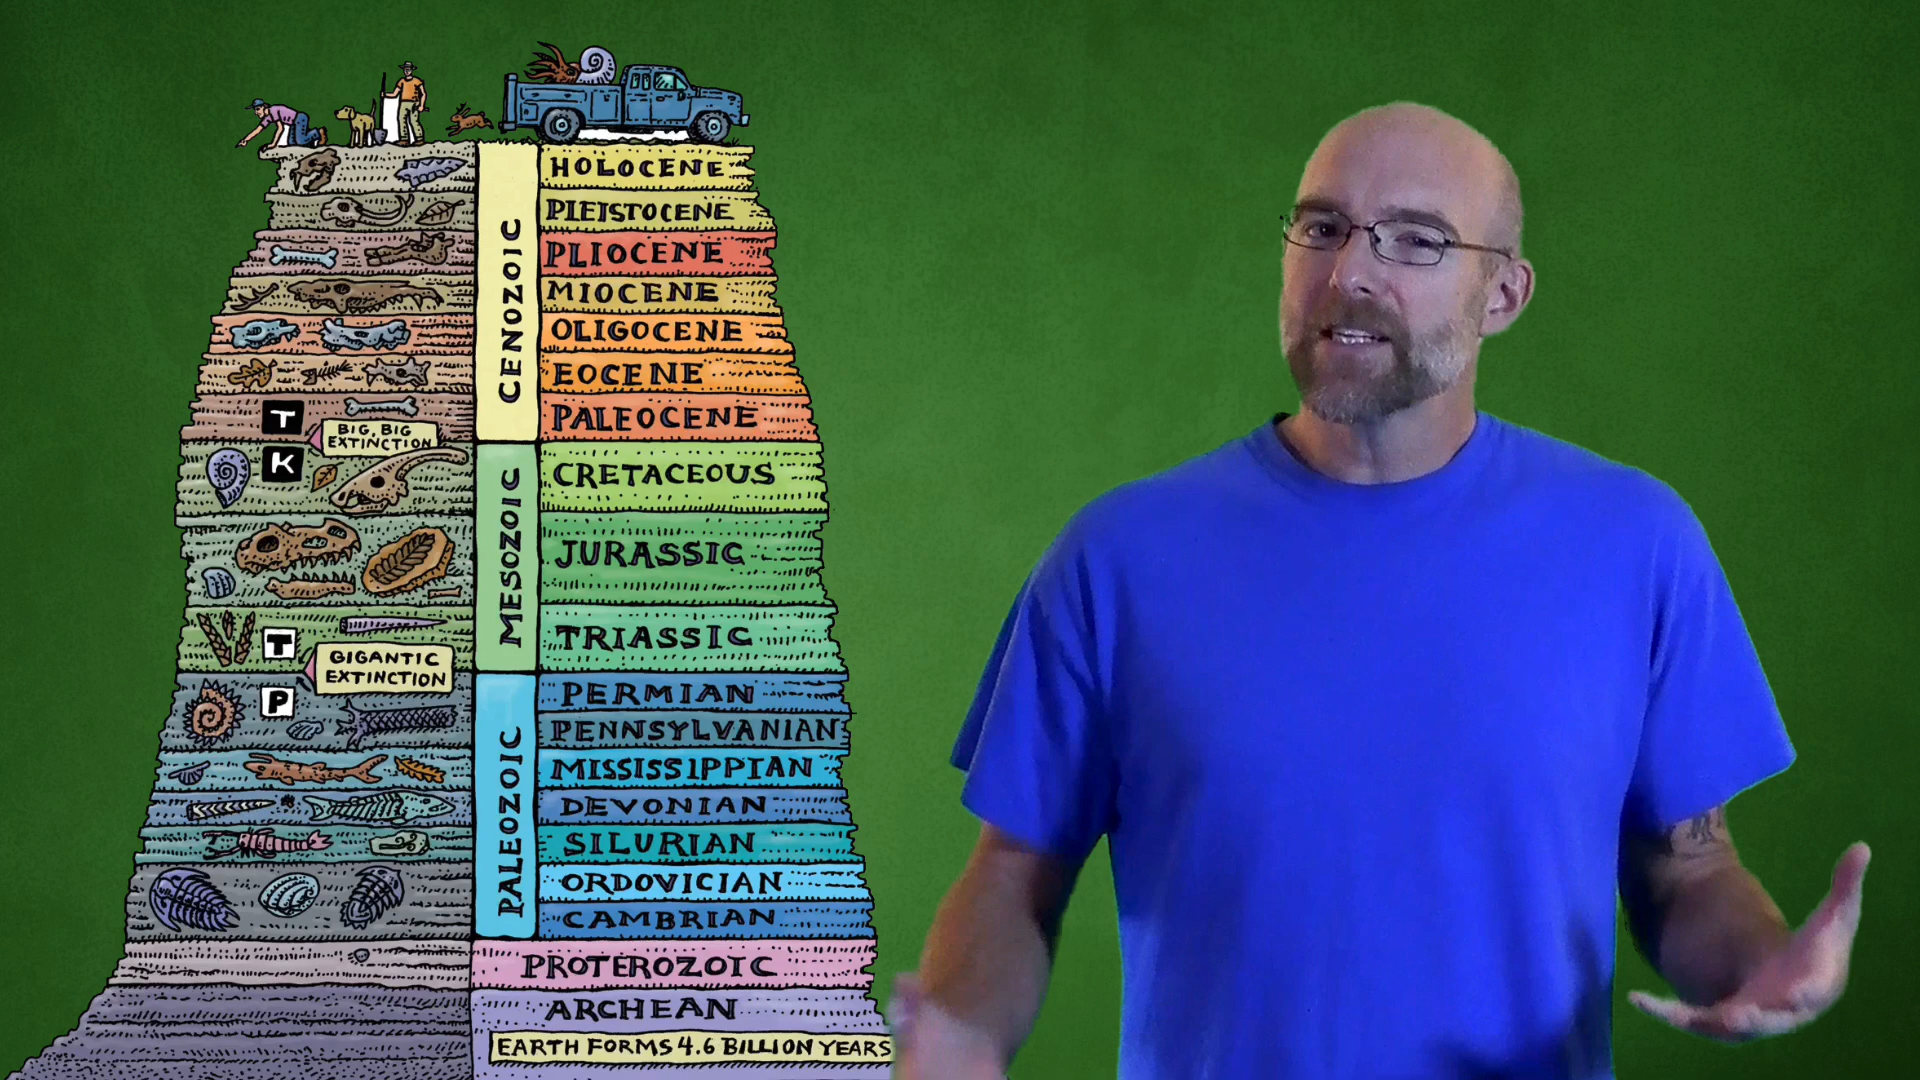 HOLOCENE
PLEISTOCENE
PLIOCENE
MIOCENE
OLIGOCENE
EOCENE
PALEOCENE
CENOZOIC
T
BIG, BIG
EXTINCTION
K
CRETACEOUS
JURASSIC
TRIASSIC
MESOZOIC
T
GIGANTIC
EXTINCTION
P
PERMIAN
PENNSYLVANIAN
MISSISSIPPIAN
DEVONIAN
SILURIAN
ORDOVICIAN
CAMBRIAN
PALEOZOIC
PROTEROZOIC
ARCHEAN
EARTH FORMS 4.6 BILLION YEARS